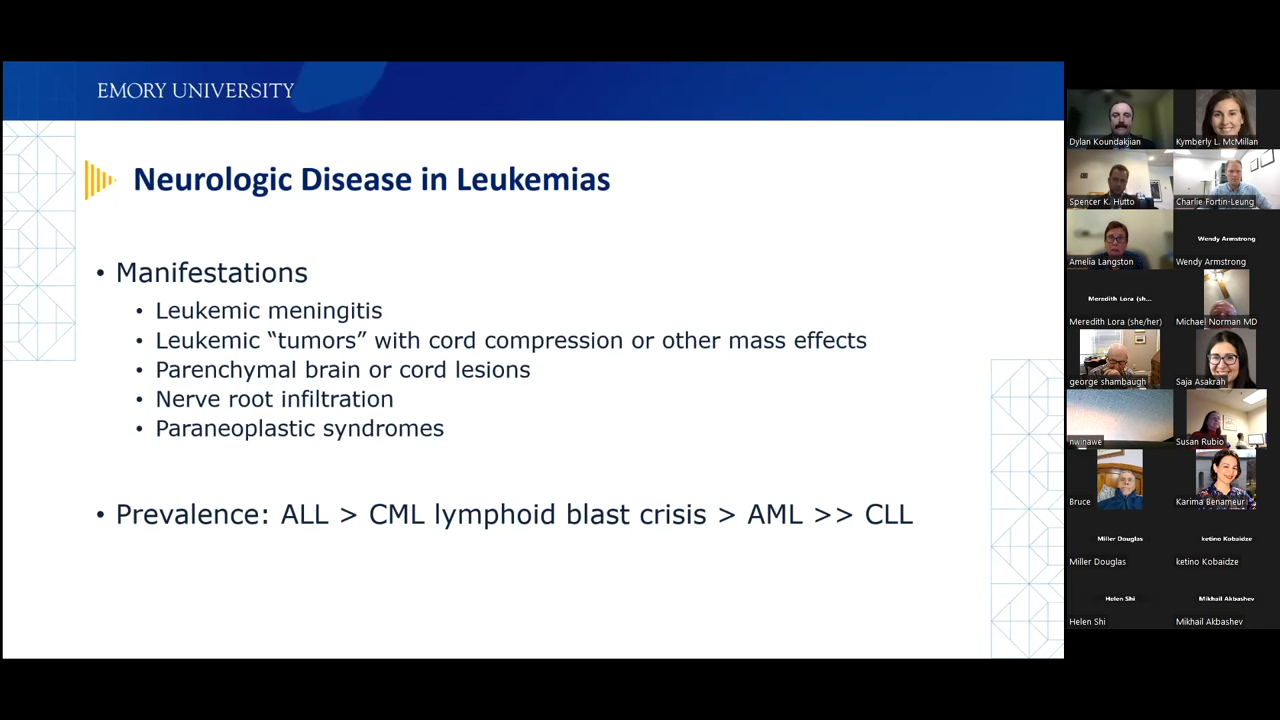 EMORY UNIVERSITY
Neurologic Disease in Leukemias
• Manifestations
• Leukemic meningitis
• Leukemic “tumors” with cord compression or other mass effects
• Parenchymal brain or cord lesions
• Nerve root infiltration
• Paraneoplastic syndromes
• Prevalence: ALL > CML lymphoid blast crisis > AML >> CLL
Dylan Koundakjian
Kymberly L. McMillan
Spencer K. Hutto
Charlie Fortin-Leung
Amelia Langston
Wendy Armstrong
Wendy Armstrong
Meredith Lora (sh...
Meredith Lora (she/her)
Michael Norman MD
george shambaugh
Saja Asakrah
nwinawe
Susan Rubio
Bruce
Karima Benameur
Miller Douglas
Miller Douglas
ketino Kobaidze
ketino Kobaidze
Helen Shi
Helen Shi
Mikhail Akbashev
Mikhail Akbashev